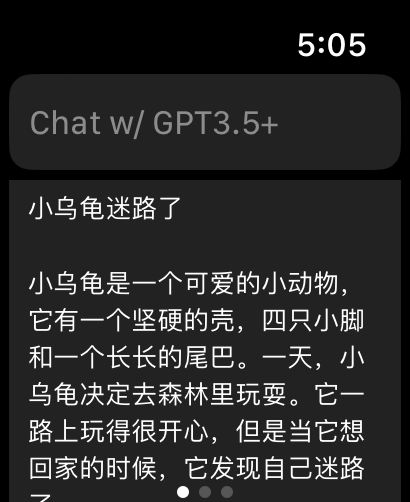 5:05
Chat w/ GPT3.5+
小乌龟迷路了
小乌龟是一个可爱的小动物，
它有一个坚硬的壳，四只小脚
和一个长长的尾巴。一天，小
乌龟决定去森林里玩耍。它一
路上玩得很开心，但是当它想
回家的时候，它发现自己迷路